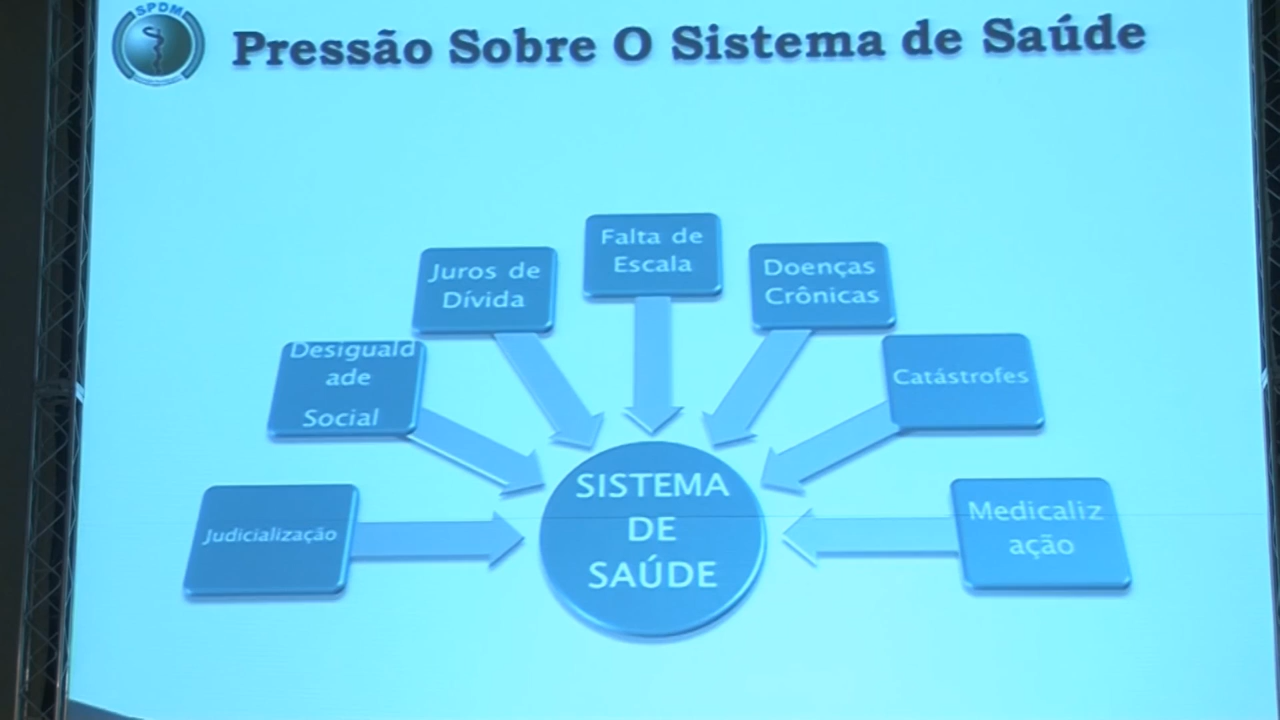 SPDM
Pressão Sobre O Sistema de Saúde
Falta de
Escala
Juros de
Dívida
Doenças
Crônicas
Desiguald
ade
Social
Catástrofes
Judicialização
Medicaliz
ação
SISTEMA
DE
SAÚDE